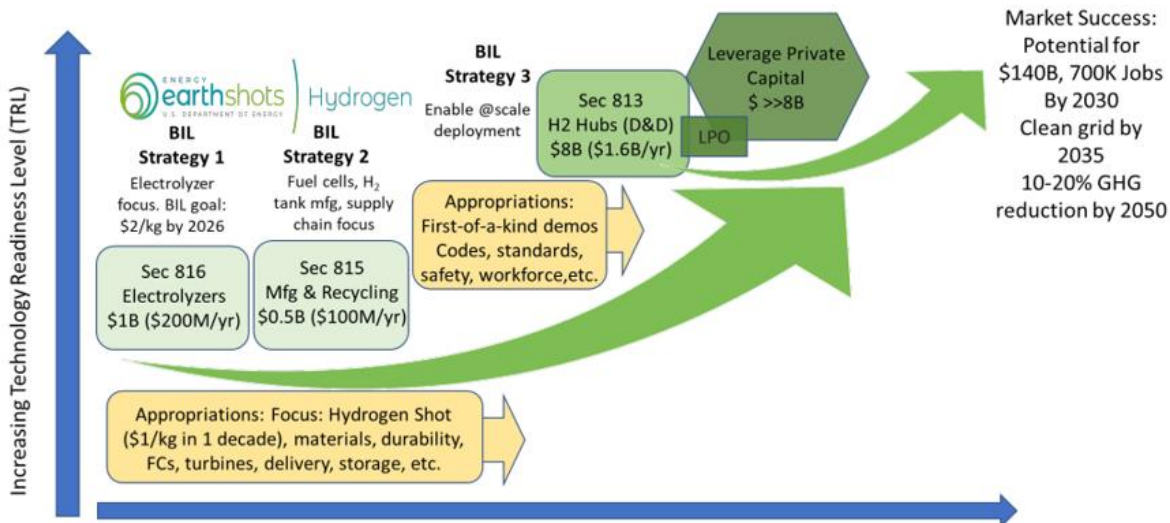 Increasing Technology Readiness Level (TRL)
ENERGY
earthshots
U.S. DEPARTMENT OF ENERGY
Hydrogen
BIL
Strategy 1
Electrolyzer
focus. BIL goal:
$2/kg by 2026
Sec 816
Electrolyzers
$1B ($200M/yr)
BIL
Strategy 2
Fuel cells, H₂
tank mfg, supply
chain focus
Sec 815
Mfg & Recycling
$0.5B ($100M/yr)
BIL
Strategy 3
Enable @scale
deployment
Sec 813
H2 Hubs (D&D)
$8B ($1.6B/yr)
LPO
Leverage Private
Capital
$ >>8B
Appropriations:
First-of-a-kind demos
Codes, standards,
safety, workforce,etc.
Appropriations: Focus: Hydrogen Shot
($1/kg in 1 decade), materials, durability,
FCs, turbines, delivery, storage, etc.
Market Success:
Potential for
$140B, 700K Jobs
By 2030
Clean grid by
2035
10-20% GHG
reduction by 2050